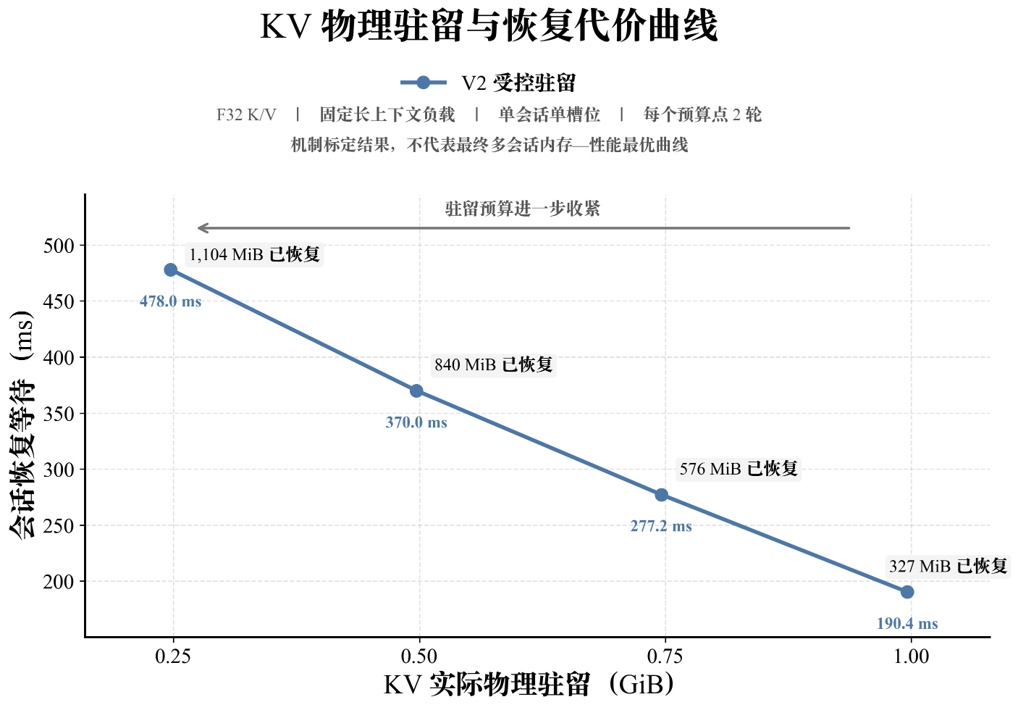 KV 物理驻留与恢复代价曲线
V2 受控驻留
F32 K/V | 固定长上下文负载 | 单会话单槽位 | 每个预算点 2 轮
机制标定结果，不代表最终多会话内存—性能最优曲线
驻留预算进一步收紧
500
450
400
350
300
250
200
会话恢复等待（ms）
1,104 MiB 已恢复
478.0 ms
840 MiB 已恢复
370.0 ms
576 MiB 已恢复
277.2 ms
327 MiB 已恢复
190.4 ms
0.25 0.50 0.75 1.00
KV 实际物理驻留（GiB）